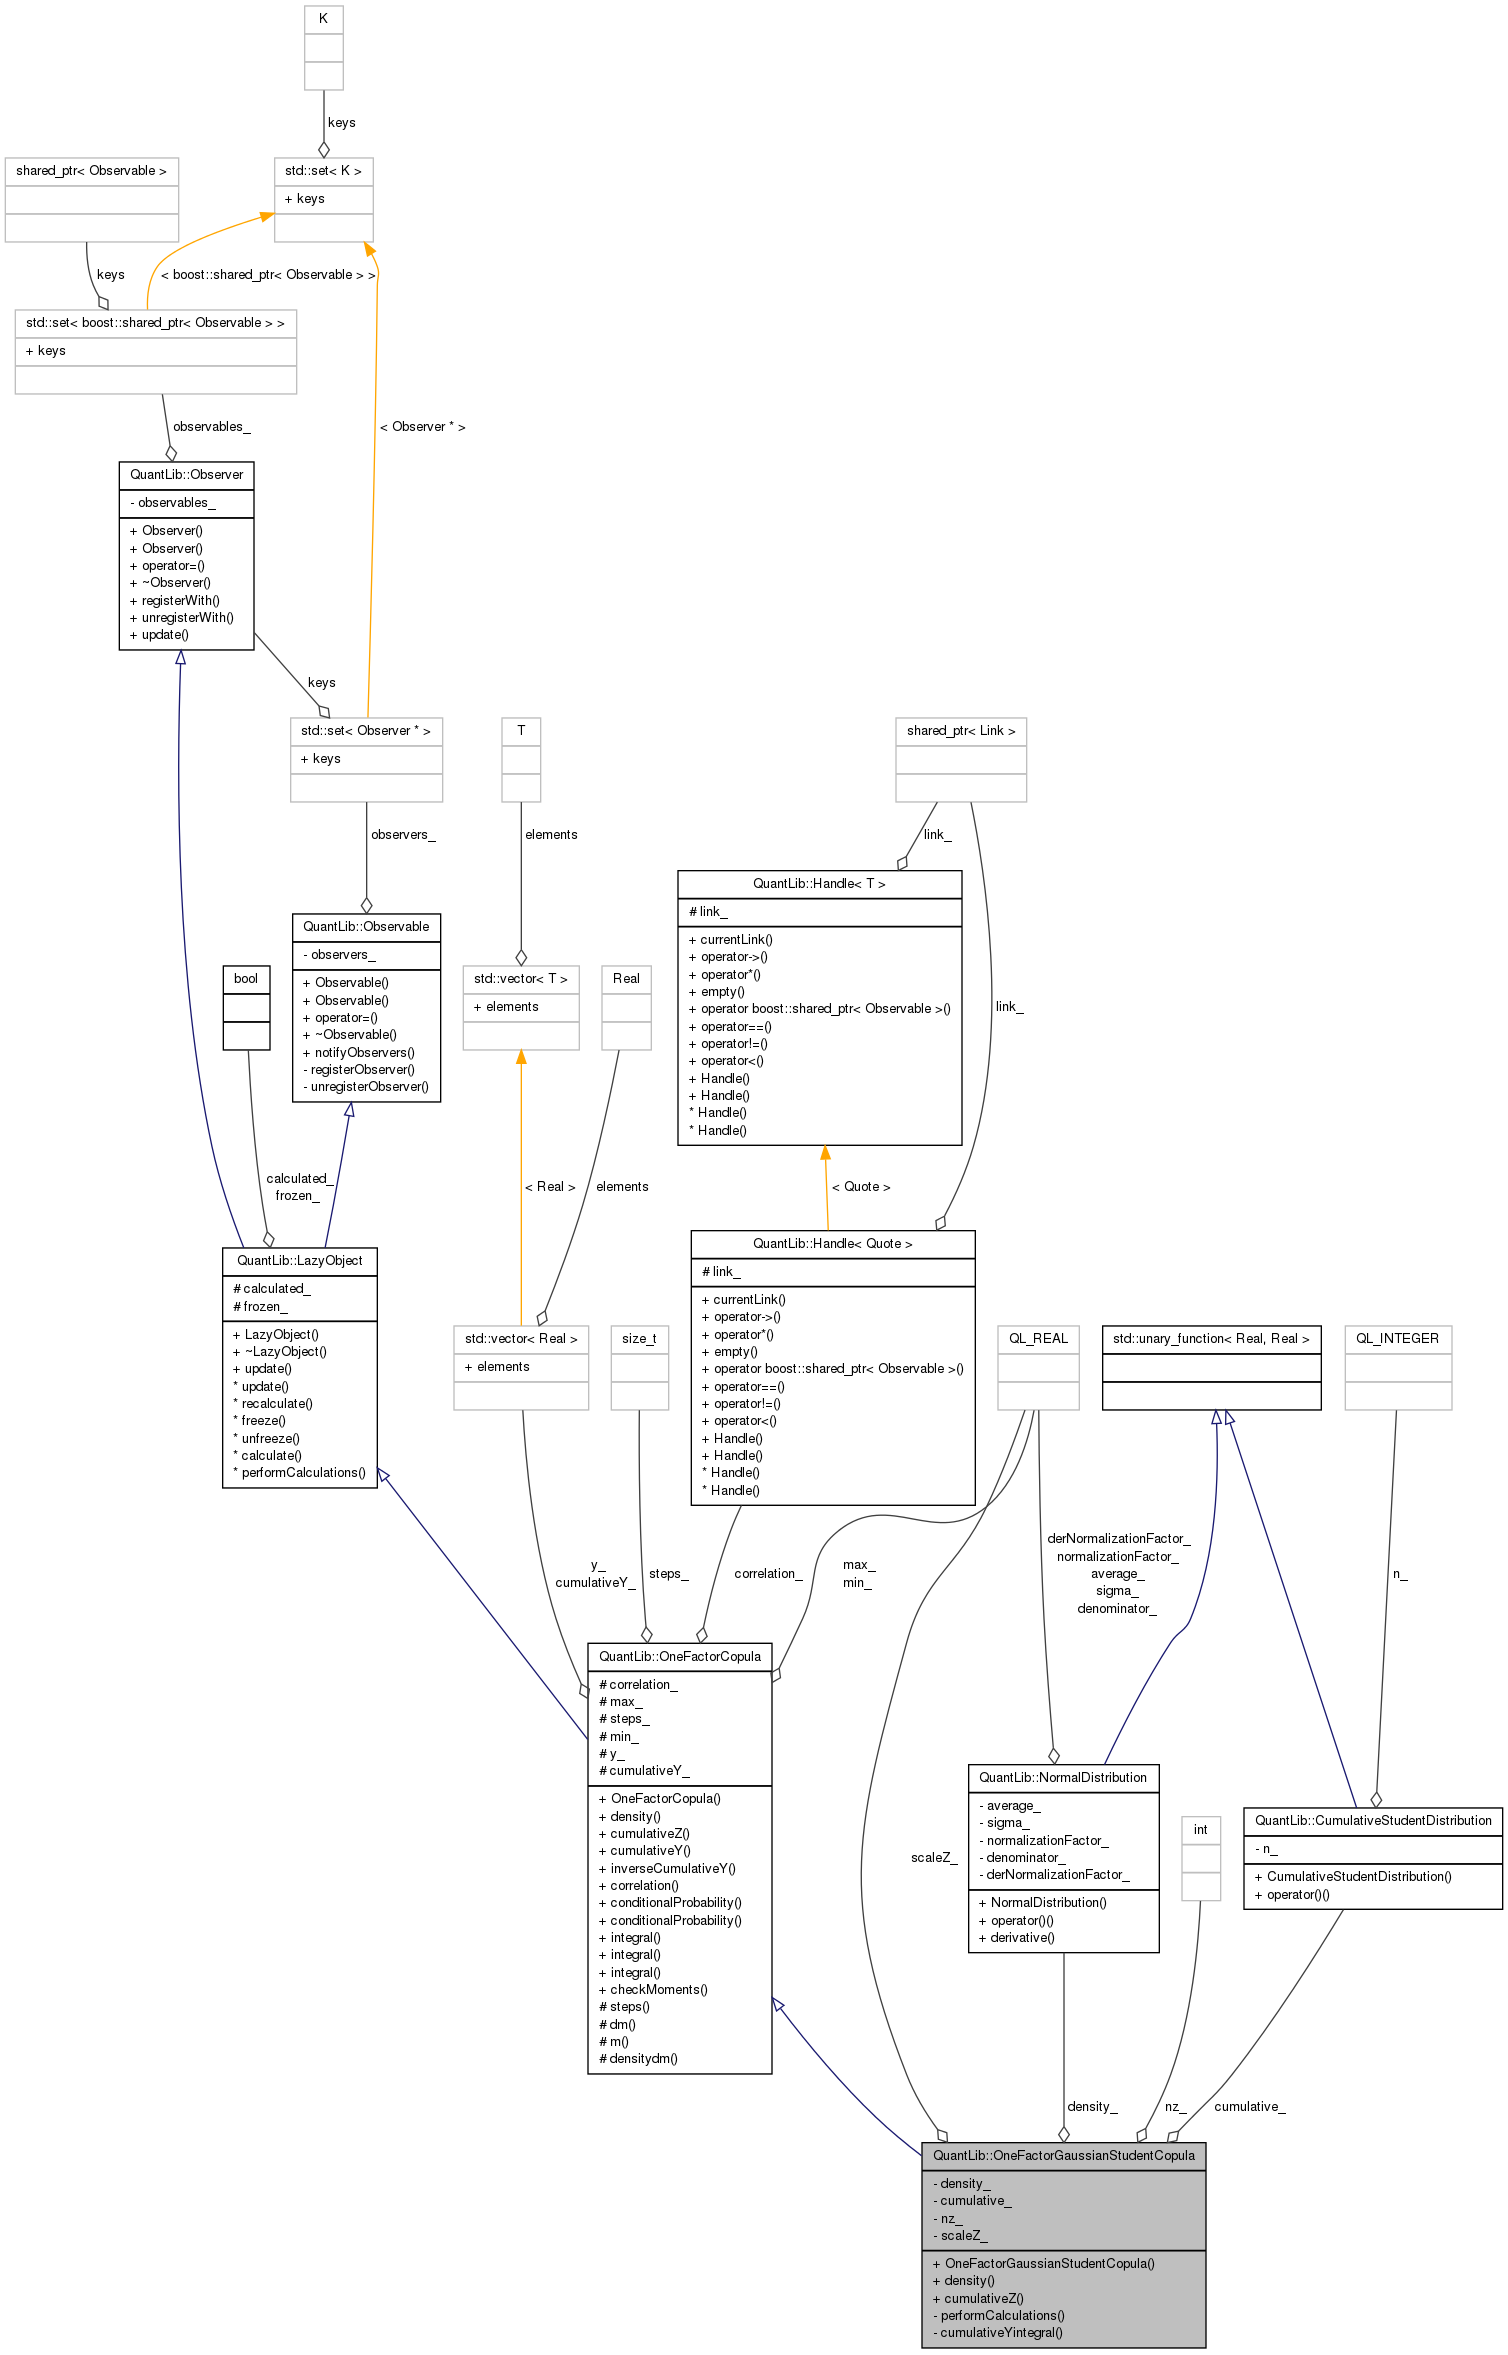 K
keys
shared_ptr< Observable >
std::set< K >
+ keys
keys
< boost::shared_ptr< Observable > >
std::set< boost::shared_ptr< Observable > >
+ keys
observables_
< Observer * >
QuantLib::Observer
- observables_
+ Observer()
+ Observer()
+ operator=()
+ ~Observer()
+ registerWith()
+ unregisterWith()
+ update()
keys
std::set< Observer * >
+ keys
T
shared_ptr< Link >
observers_
elements
link_
QuantLib::Handle< T >
# link_
+ currentLink()
+ operator->()
+ operator*()
+ empty()
+ operator boost::shared_ptr< Observable >()
+ operator==()
+ operator!=()
+ operator<()
+ Handle()
+ Handle()
* Handle()
* Handle()
QuantLib::Observable
- observers_
+ Observable()
+ Observable()
+ operator=()
+ ~Observable()
+ notifyObservers()
- registerObserver()
- unregisterObserver()
bool
std::vector< T >
+ elements
Real
link_
calculated_
frozen_
< Real >
elements
< Quote >
QuantLib::LazyObject
# calculated_
# frozen_
+ LazyObject()
+ ~LazyObject()
+ update()
* update()
* recalculate()
* freeze()
* unfreeze()
* calculate()
* performCalculations()
std::vector< Real >
+ elements
size_t
QuantLib::Handle< Quote >
# link_
+ currentLink()
+ operator->()
+ operator*()
+ empty()
+ operator boost::shared_ptr< Observable >()
+ operator==()
+ operator!=()
+ operator<()
+ Handle()
+ Handle()
* Handle()
* Handle()
QL_REAL
std::unary_function< Real, Real >
QL_INTEGER
y_
cumulativeY_
steps_
correlation_
max_
min_
derNormalizationFactor_
normalizationFactor_
average_
sigma_
denominator_
n_
QuantLib::OneFactorCopula
# correlation_
# max_
# steps_
# min_
# y_
# cumulativeY_
+ OneFactorCopula()
+ density()
+ cumulativeZ()
+ cumulativeY()
+ inverseCumulativeY()
+ correlation()
+ conditionalProbability()
+ conditionalProbability()
+ integral()
+ integral()
+ integral()
+ checkMoments()
# steps()
# dm()
# m()
# densitydm()
scaleZ_
QuantLib::NormalDistribution
- average_
- sigma_
- normalizationFactor_
- denominator_
- derNormalizationFactor_
+ NormalDistribution()
+ operator()()
+ derivative()
int
QuantLib::CumulativeStudentDistribution
- n_
+ CumulativeStudentDistribution()
+ operator()()
density_
nz_
cumulative_
QuantLib::OneFactorGaussianStudentCopula
- density_
- cumulative_
- nz_
- scaleZ_
+ OneFactorGaussianStudentCopula()
+ density()
+ cumulativeZ()
- performCalculations()
- cumulativeYintegral()